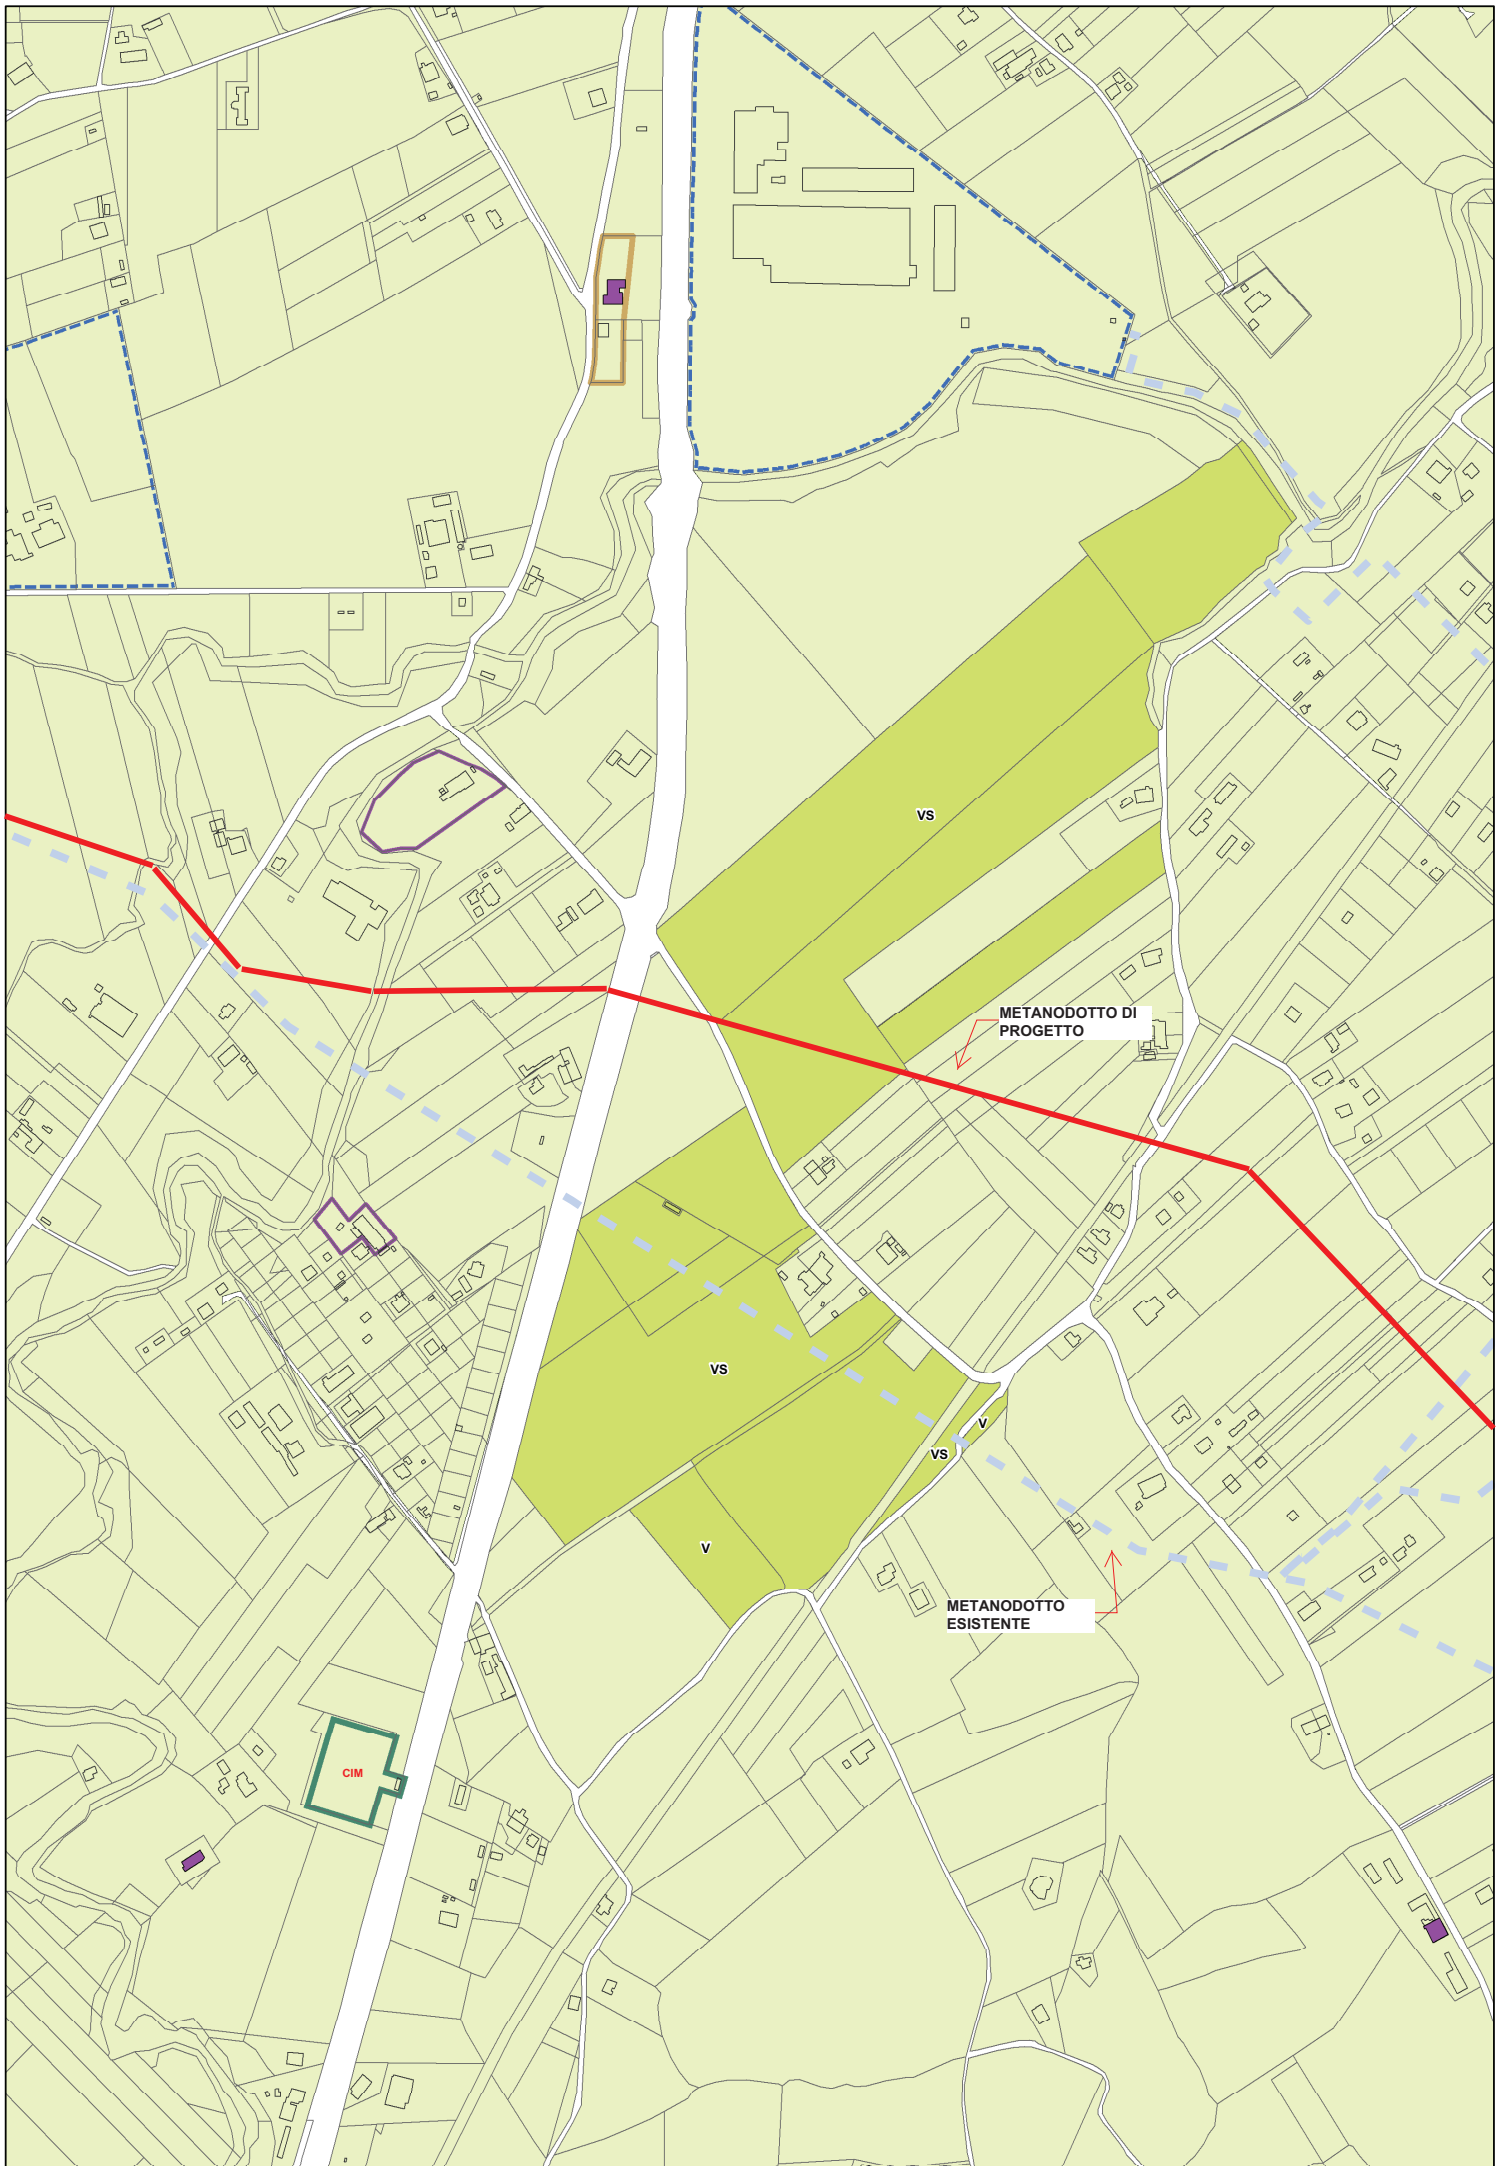 VS
METANODOTTO DI
PROGETTO
VS
V
VS
V
METANODOTTO
ESISTENTE
CIM